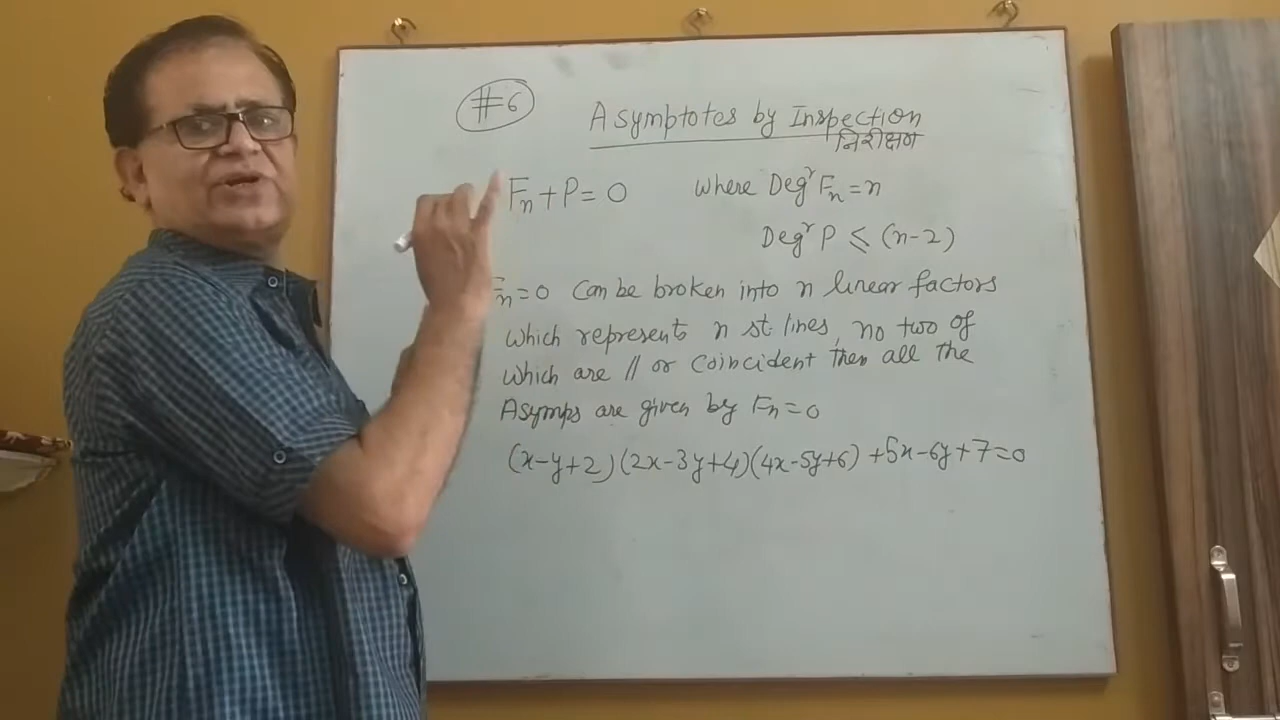 #6
Asymptotes by Inspection
निरीक्षण
Fn + P = 0 where Degʳ Fn = n
Degʳ P ⩽ (n-2)
Fn = 0 Can be broken into n linear factors
which represents n st. lines, no two of
which are // or coincident then all the
Asymps are given by Fn = 0
(x-y+2)(2x-3y+4)(4x-5y+6) +5x-6y+7=0